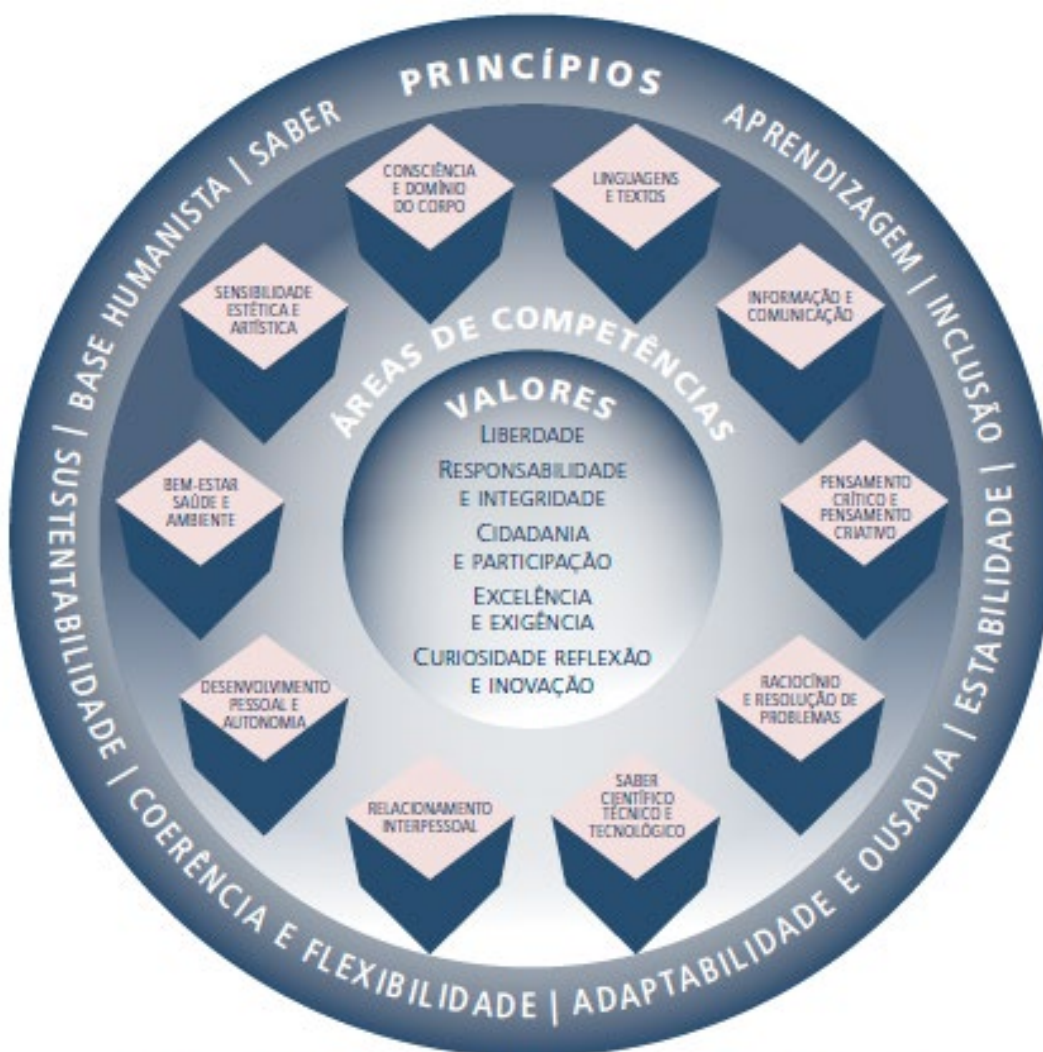 PRINCÍPIOS
APRENDIZAGEM | INCLUSÃO | ESTABILIDADE | ADAPTABILIDADE E OUSADIA | COERÊNCIA E FLEXIBILIDADE | SUSTENTABILIDADE | BASE HUMANISTA | SABER
CONSCIÊNCIA
E DOMÍNIO
DO CORPO
LINGUAGENS
E TEXTOS
SENSIBILIDADE
ESTÉTICA E
ARTÍSTICA
INFORMAÇÃO E
COMUNICAÇÃO
BEM-ESTAR
SAÚDE E
AMBIENTE
PENSAMENTO
CRÍTICO E
PENSAMENTO
CRIATIVO
DESENVOLVIMENTO
PESSOAL E
AUTONOMIA
RACIOCÍNIO
E RESOLUÇÃO DE
PROBLEMAS
RELACIONAMENTO
INTERPESSOAL
SABER
CIENTÍFICO
TÉCNICO E
TECNOLÓGICO
ÁREAS DE COMPETÊNCIAS
VALORES
LIBERDADE
RESPONSABILIDADE
E INTEGRIDADE
CIDADANIA
E PARTICIPAÇÃO
EXCELÊNCIA
E EXIGÊNCIA
CURIOSIDADE REFLEXÃO
E INOVAÇÃO